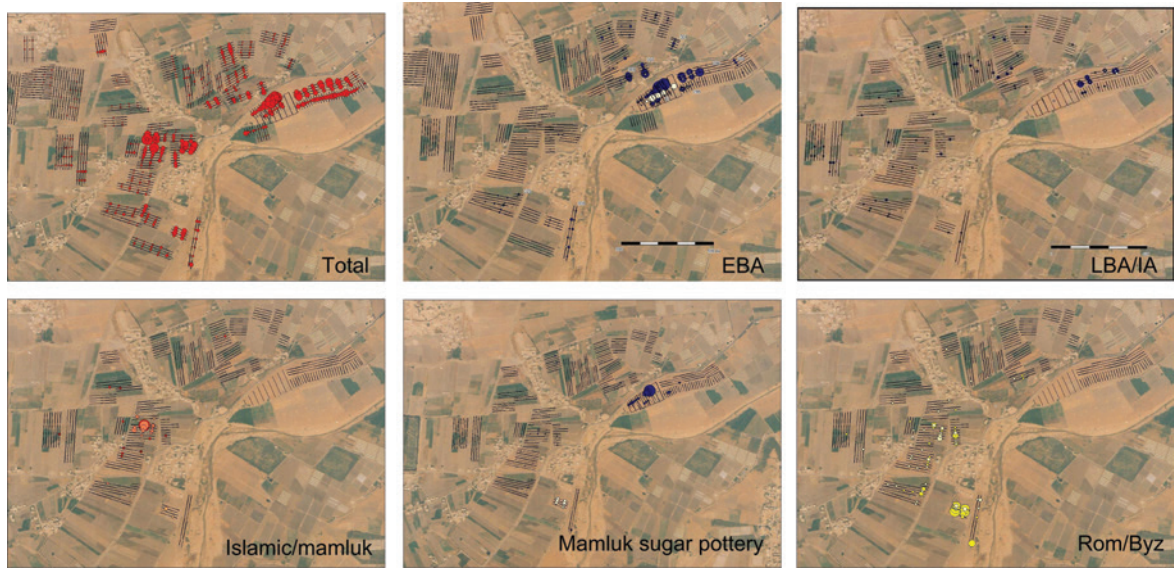 Total
EBA
LBA/IA
Islamic/mamluk
Mamluk sugar pottery
Rom/Byz